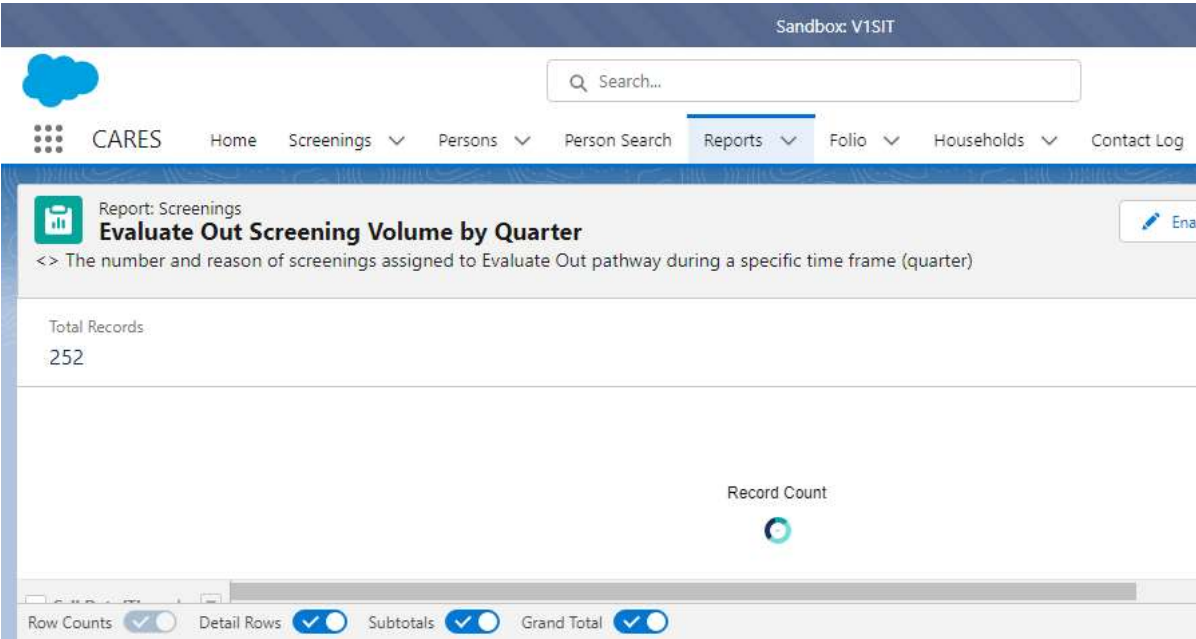 Sandbox: V1SIT
Search...
CARES Home Screenings Persons Person Search Reports Folio Households Contact Log
Report: Screenings
Evaluate Out Screening Volume by Quarter
Ena
<> The number and reason of screenings assigned to Evaluate Out pathway during a specific time frame (quarter)
Total Records
252
Record Count
Row Counts Detail Rows Subtotals Grand Total